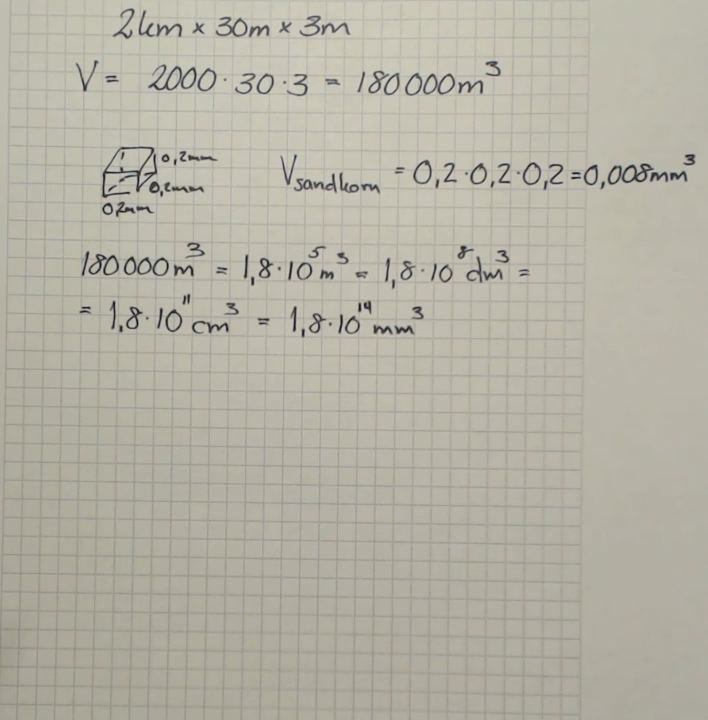 2km × 30m × 3m
V = 2000 · 30 · 3 = 180000m³
0,2mm
0,2mm
0,2mm
V_sandkorn = 0,2 · 0,2 · 0,2 = 0,008mm³
180000m³ = 1,8 · 10⁵ m³ = 1,8 · 10⁸ dm³ =
= 1,8 · 10¹¹ cm³ = 1,8 · 10¹⁴ mm³